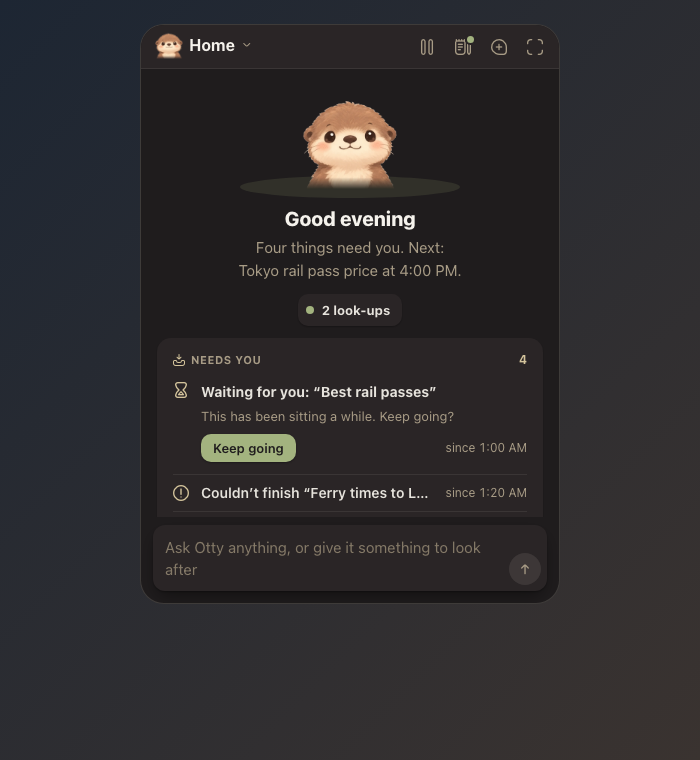 Home
Good evening
Four things need you. Next:
Tokyo rail pass price at 4:00 PM.
2 look-ups
NEEDS YOU 4
Waiting for you: “Best rail passes”
This has been sitting a while. Keep going?
Keep going since 1:00 AM
Couldn’t finish “Ferry times to L... since 1:20 AM
Ask Otty anything, or give it something to look
after